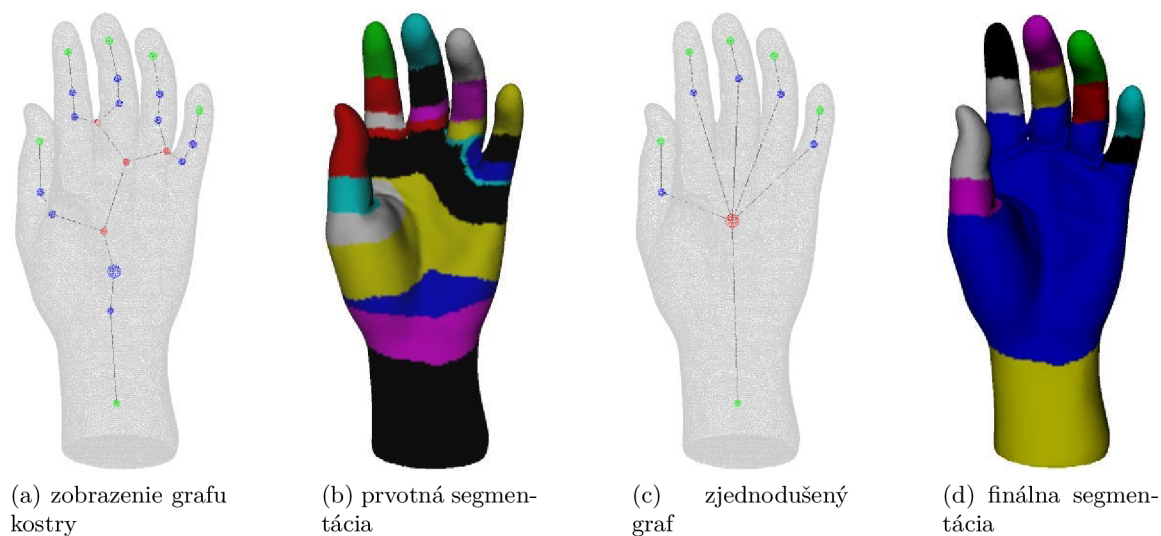 (a) zobrazenie grafu
kostry
(b) prvotná segmen-
tácia
(c) zjednodušený
graf
(d) finálna segmen-
tácia